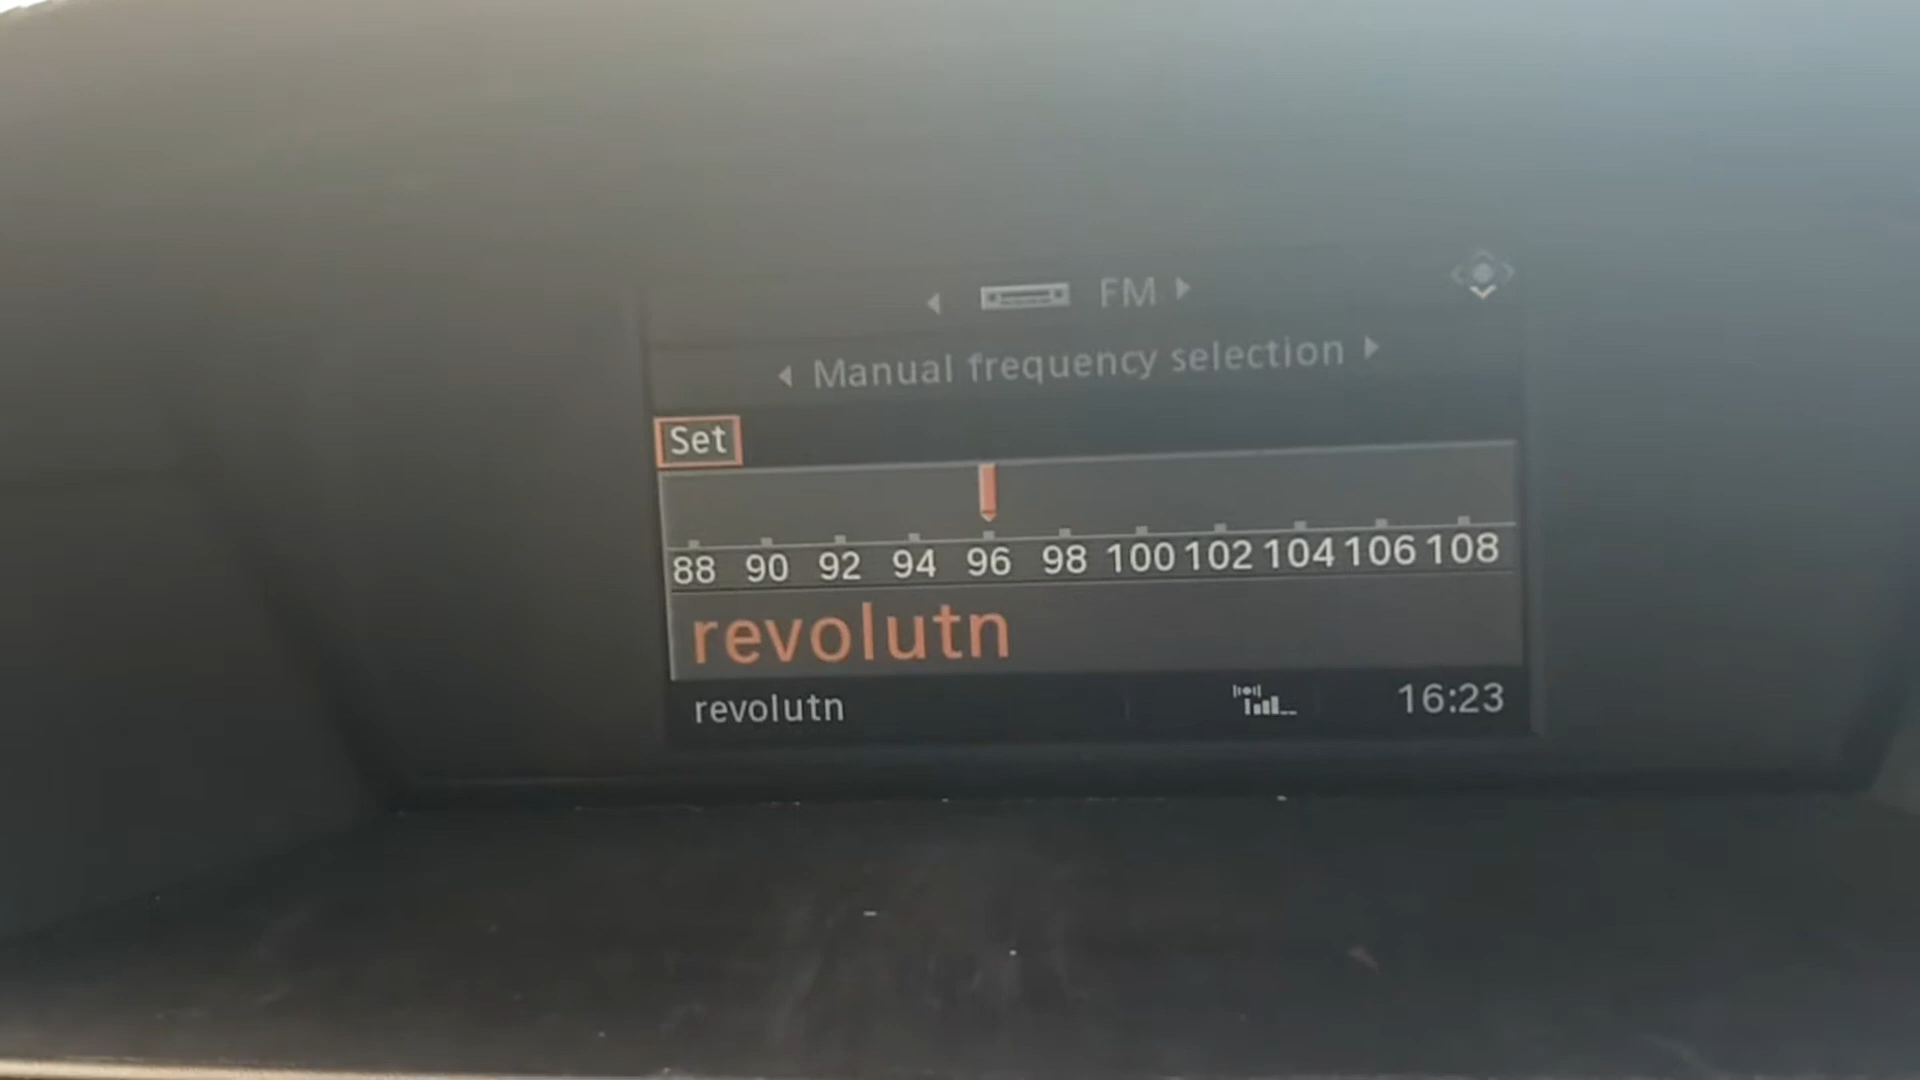 FM
Manual frequency selection
Set
88 90 92 94 96 98 100 102 104 106 108
revolutn
revolutn 16:23